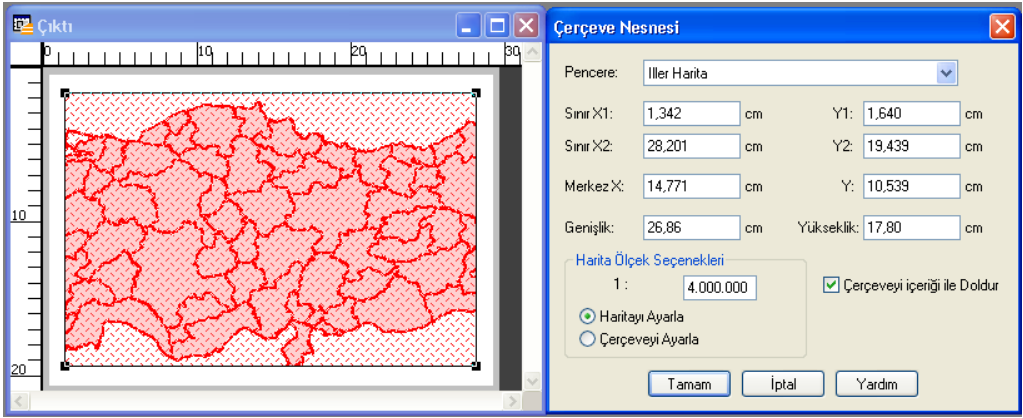 Çıktı
0 10 20 30
10
20
Çerçeve Nesnesi
Pencere: Iller Harita
Sınır X1: 1,342 cm Y1: 1,640 cm
Sınır X2: 28,201 cm Y2: 19,439 cm
Merkez X: 14,771 cm Y: 10,539 cm
Genişlik: 26,86 cm Yükseklik: 17,80 cm
Harita Ölçek Seçenekleri
1 : 4.000.000
Çerçeveyi içeriği ile Doldur
Haritayı Ayarla
Çerçeveyi Ayarla
Tamam İptal Yardım